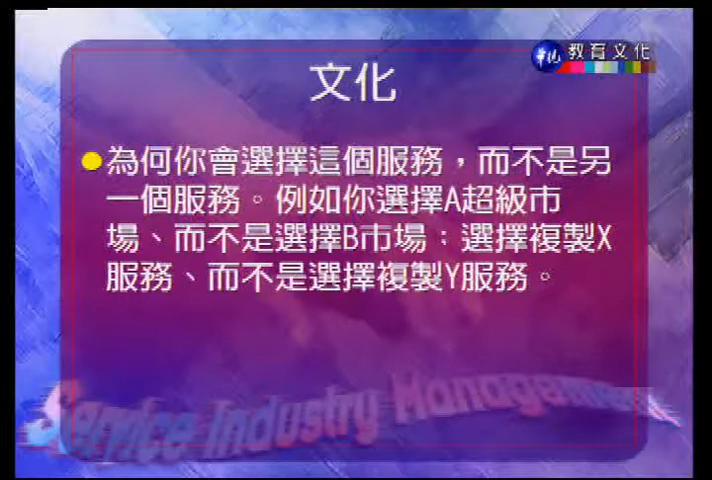 華視 教育文化
文化
為何你會選擇這個服務，而不是另
一個服務。例如你選擇A超級市
場、而不是選擇B市場；選擇複製X
服務、而不是選擇複製Y服務。
Service Industry Management